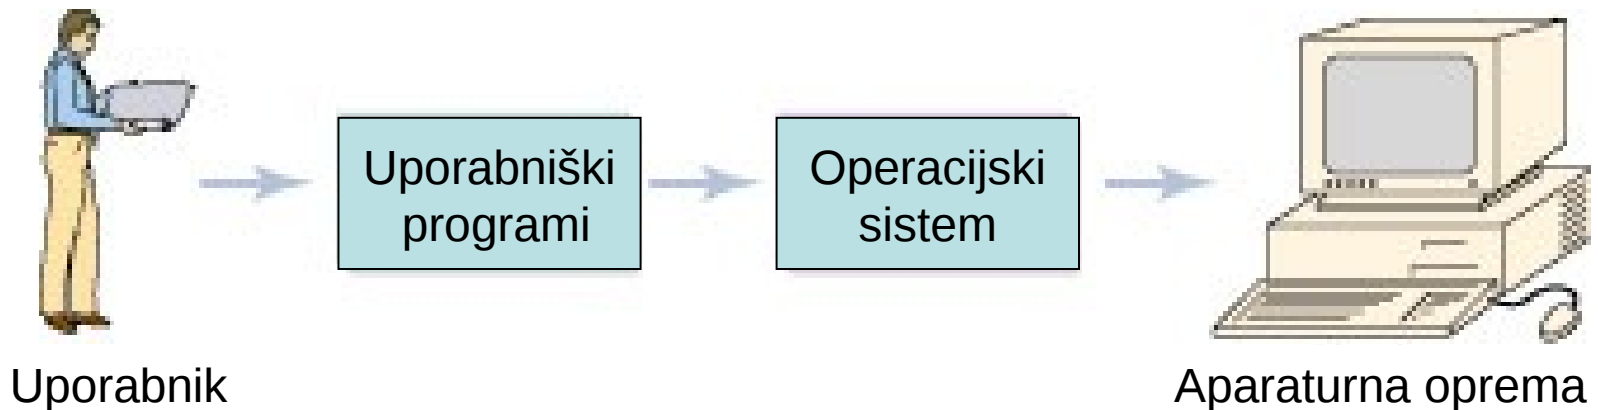 Uporabniški
programi
Operacijski
sistem
Uporabnik
Aparaturna oprema